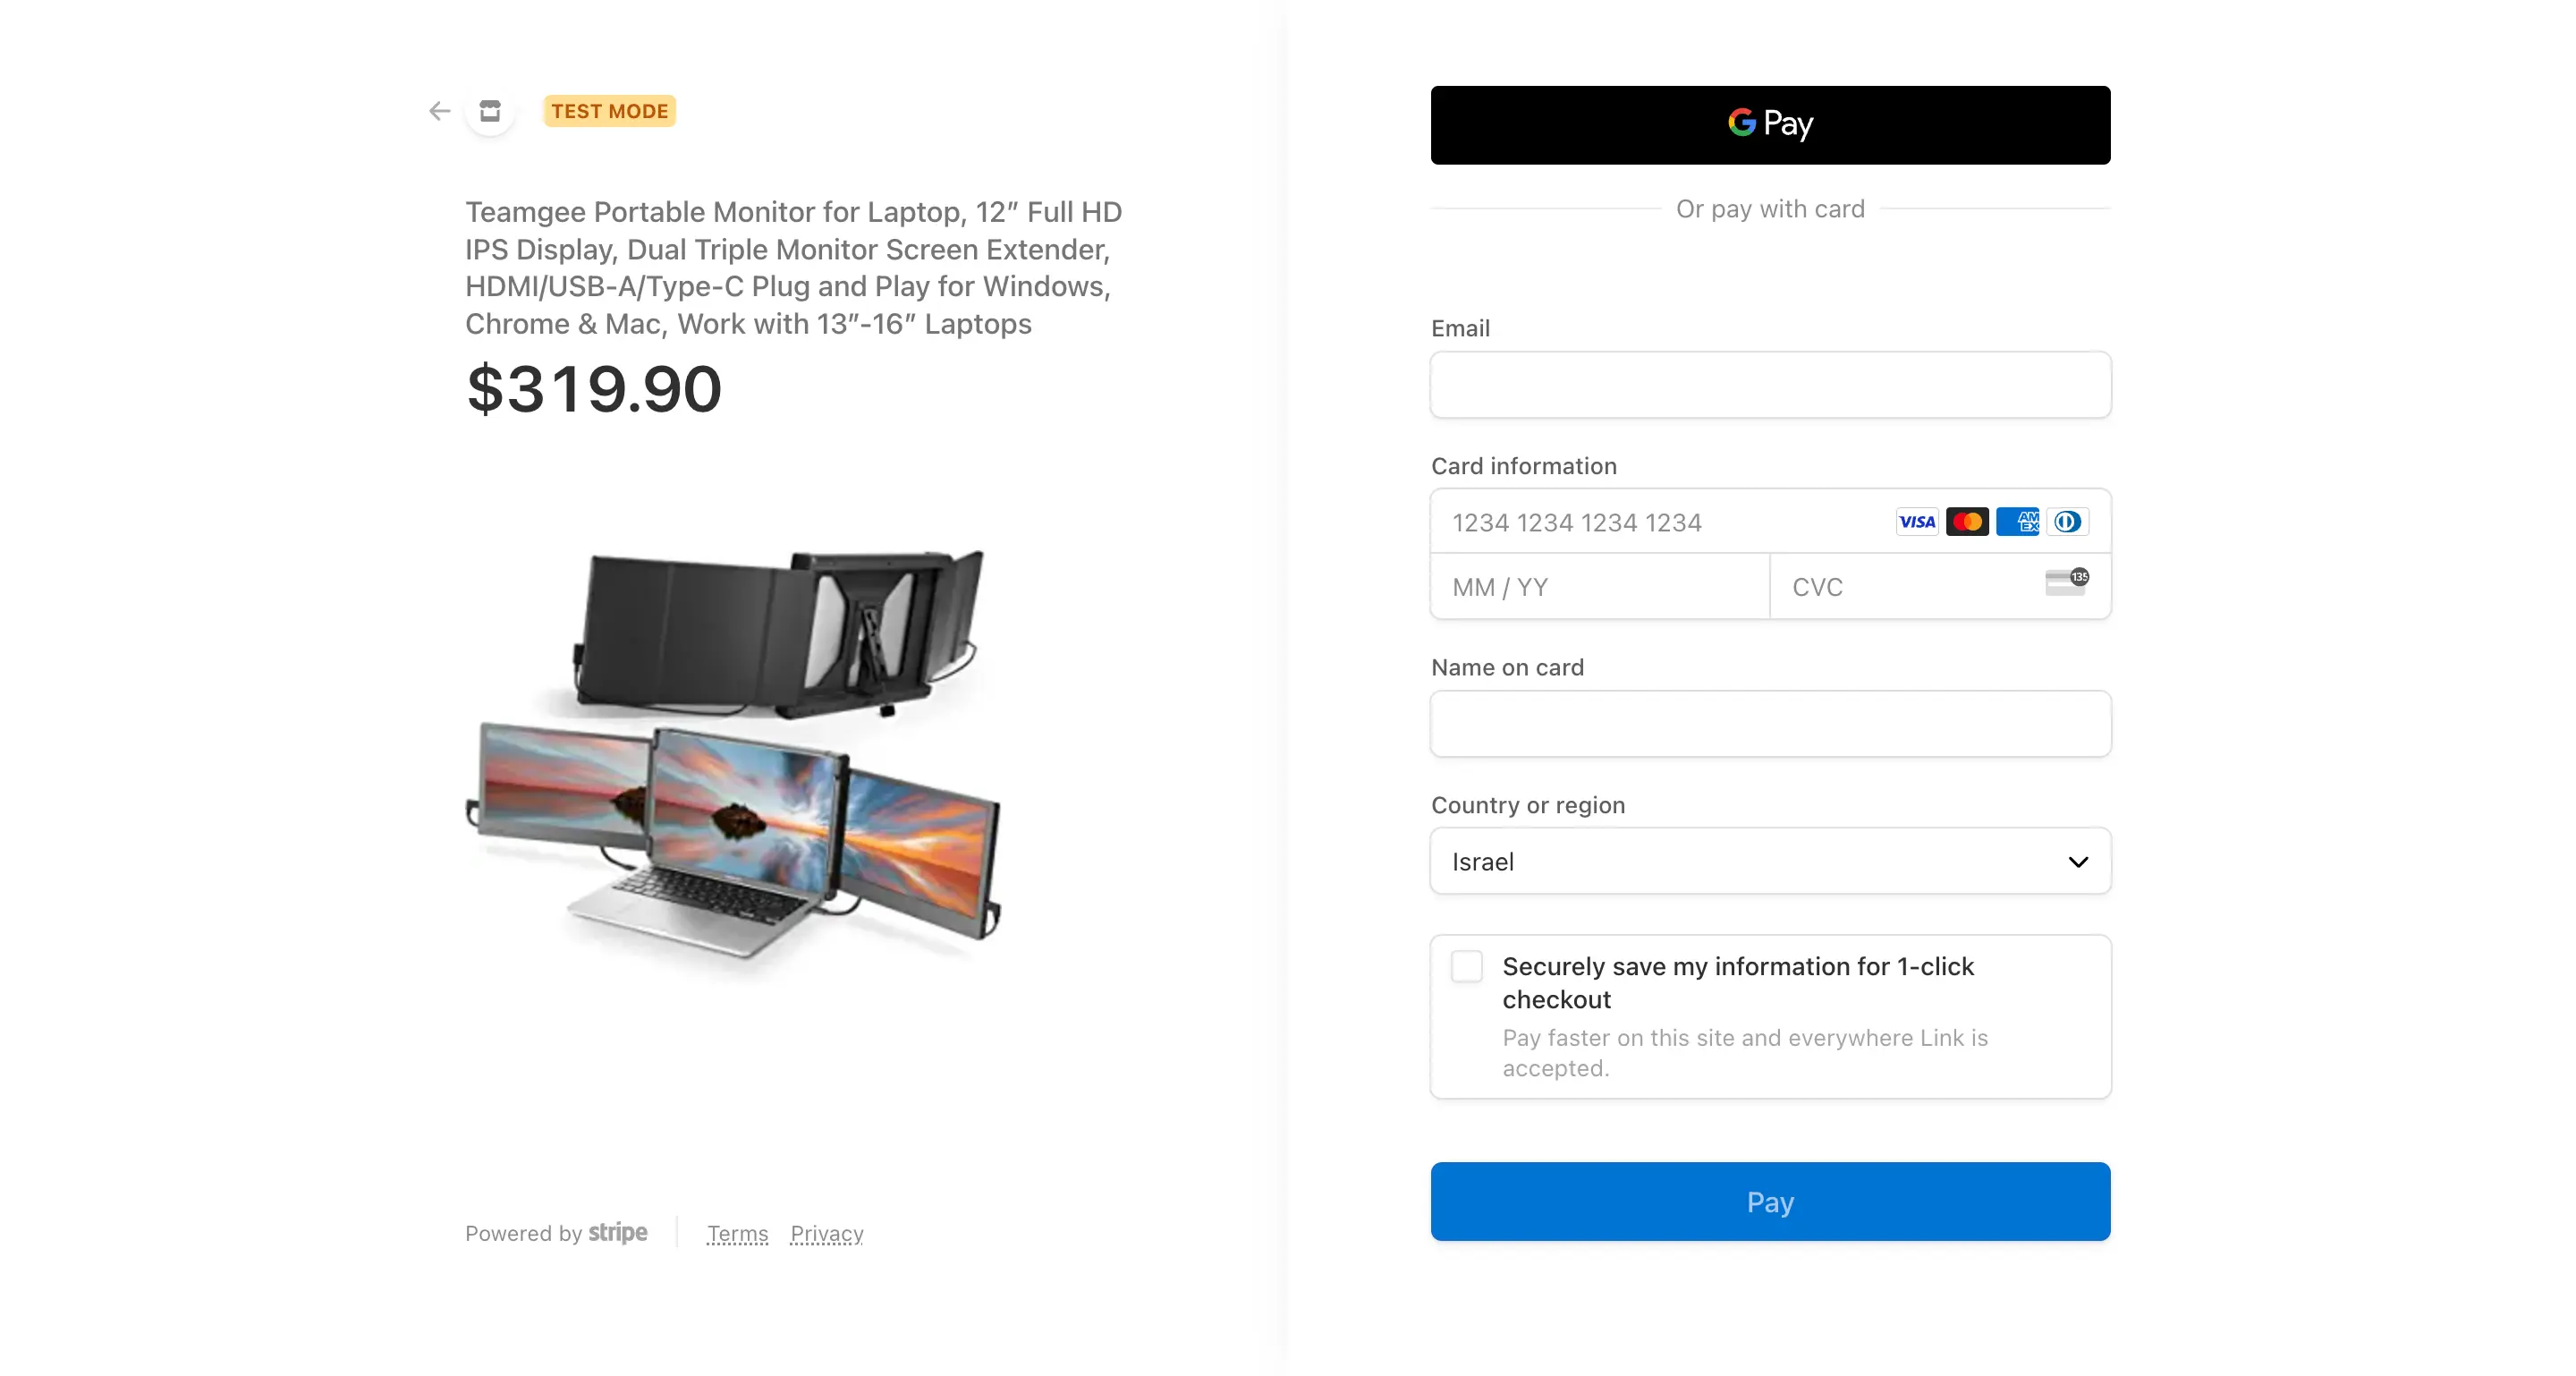 TEST MODE
Teamgee Portable Monitor for Laptop, 12” Full HD
IPS Display, Dual Triple Monitor Screen Extender,
HDMI/USB-A/Type-C Plug and Play for Windows,
Chrome & Mac, Work with 13”-16” Laptops
$319.90
Powered by stripe
Terms Privacy
G Pay
Or pay with card
Email
Card information
1234 1234 1234 1234
VISA
AM
EX
MM / YY
CVC
135
Name on card
Country or region
Israel
Securely save my information for 1-click
checkout
Pay faster on this site and everywhere Link is
accepted.
Pay